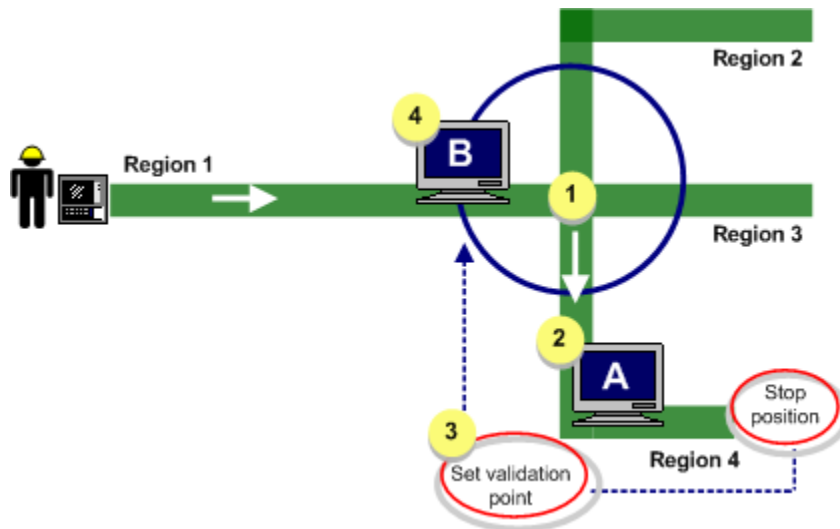 Region 2
4
B
Region 1
1
Region 3
2
A
Stop
position
3
Set validation
point
Region 4